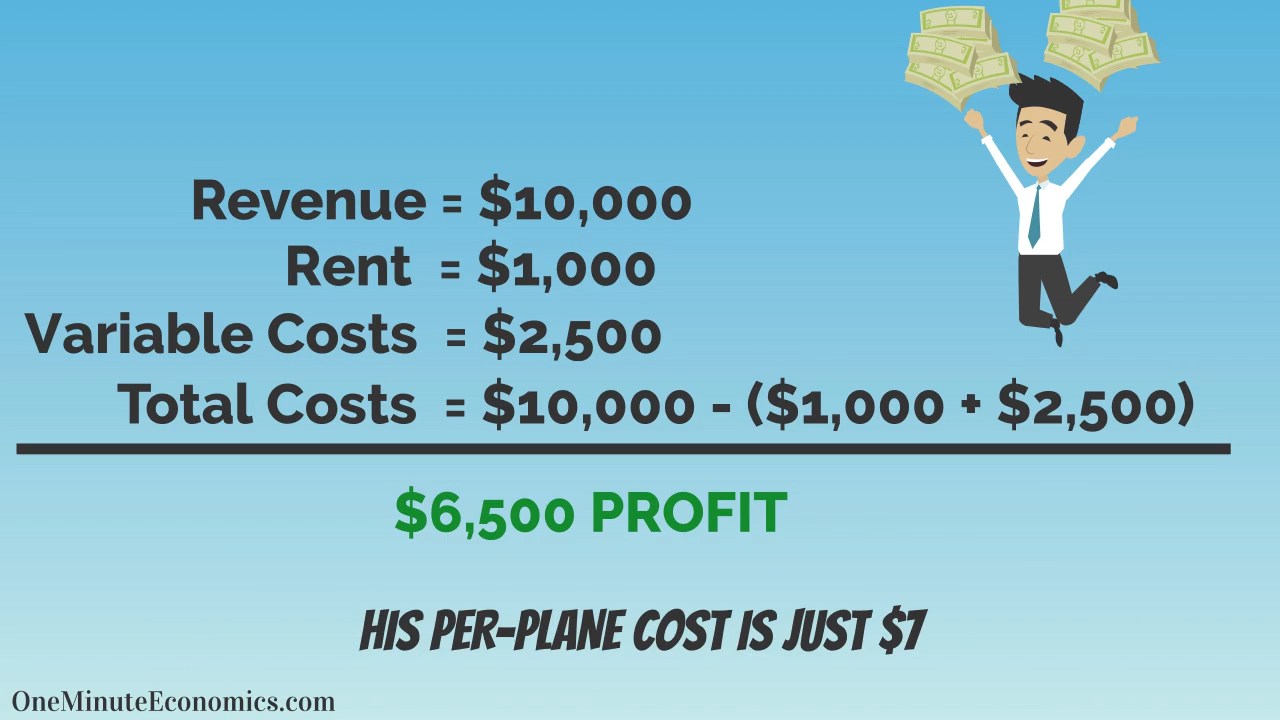 Revenue = $10,000
Rent = $1,000
Variable Costs = $2,500
Total Costs = $10,000 - ($1,000 + $2,500)
$6,500 PROFIT
HIS PER-PLANE COST IS JUST $7
OneMinuteEconomics.com